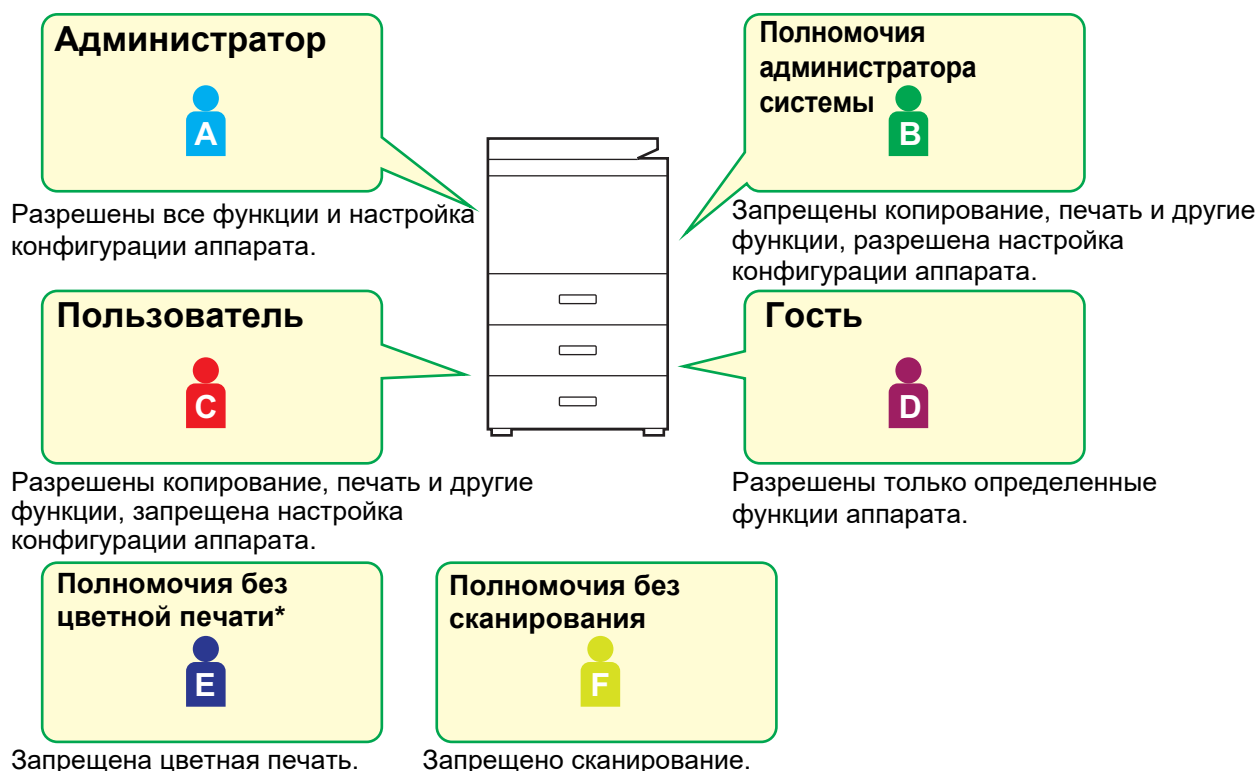 Администратор
A
Разрешены все функции и настройка
конфигурации аппарата.
Полномочия
администратора
системы
B
Запрещены копирование, печать и другие
функции, разрешена настройка
конфигурации аппарата.
Пользователь
C
Разрешены копирование, печать и другие
функции, запрещена настройка
конфигурации аппарата.
Гость
D
Разрешены только определенные
функции аппарата.
Полномочия без
цветной печати*
E
Запрещена цветная печать.
Полномочия без
сканирования
F
Запрещено сканирование.